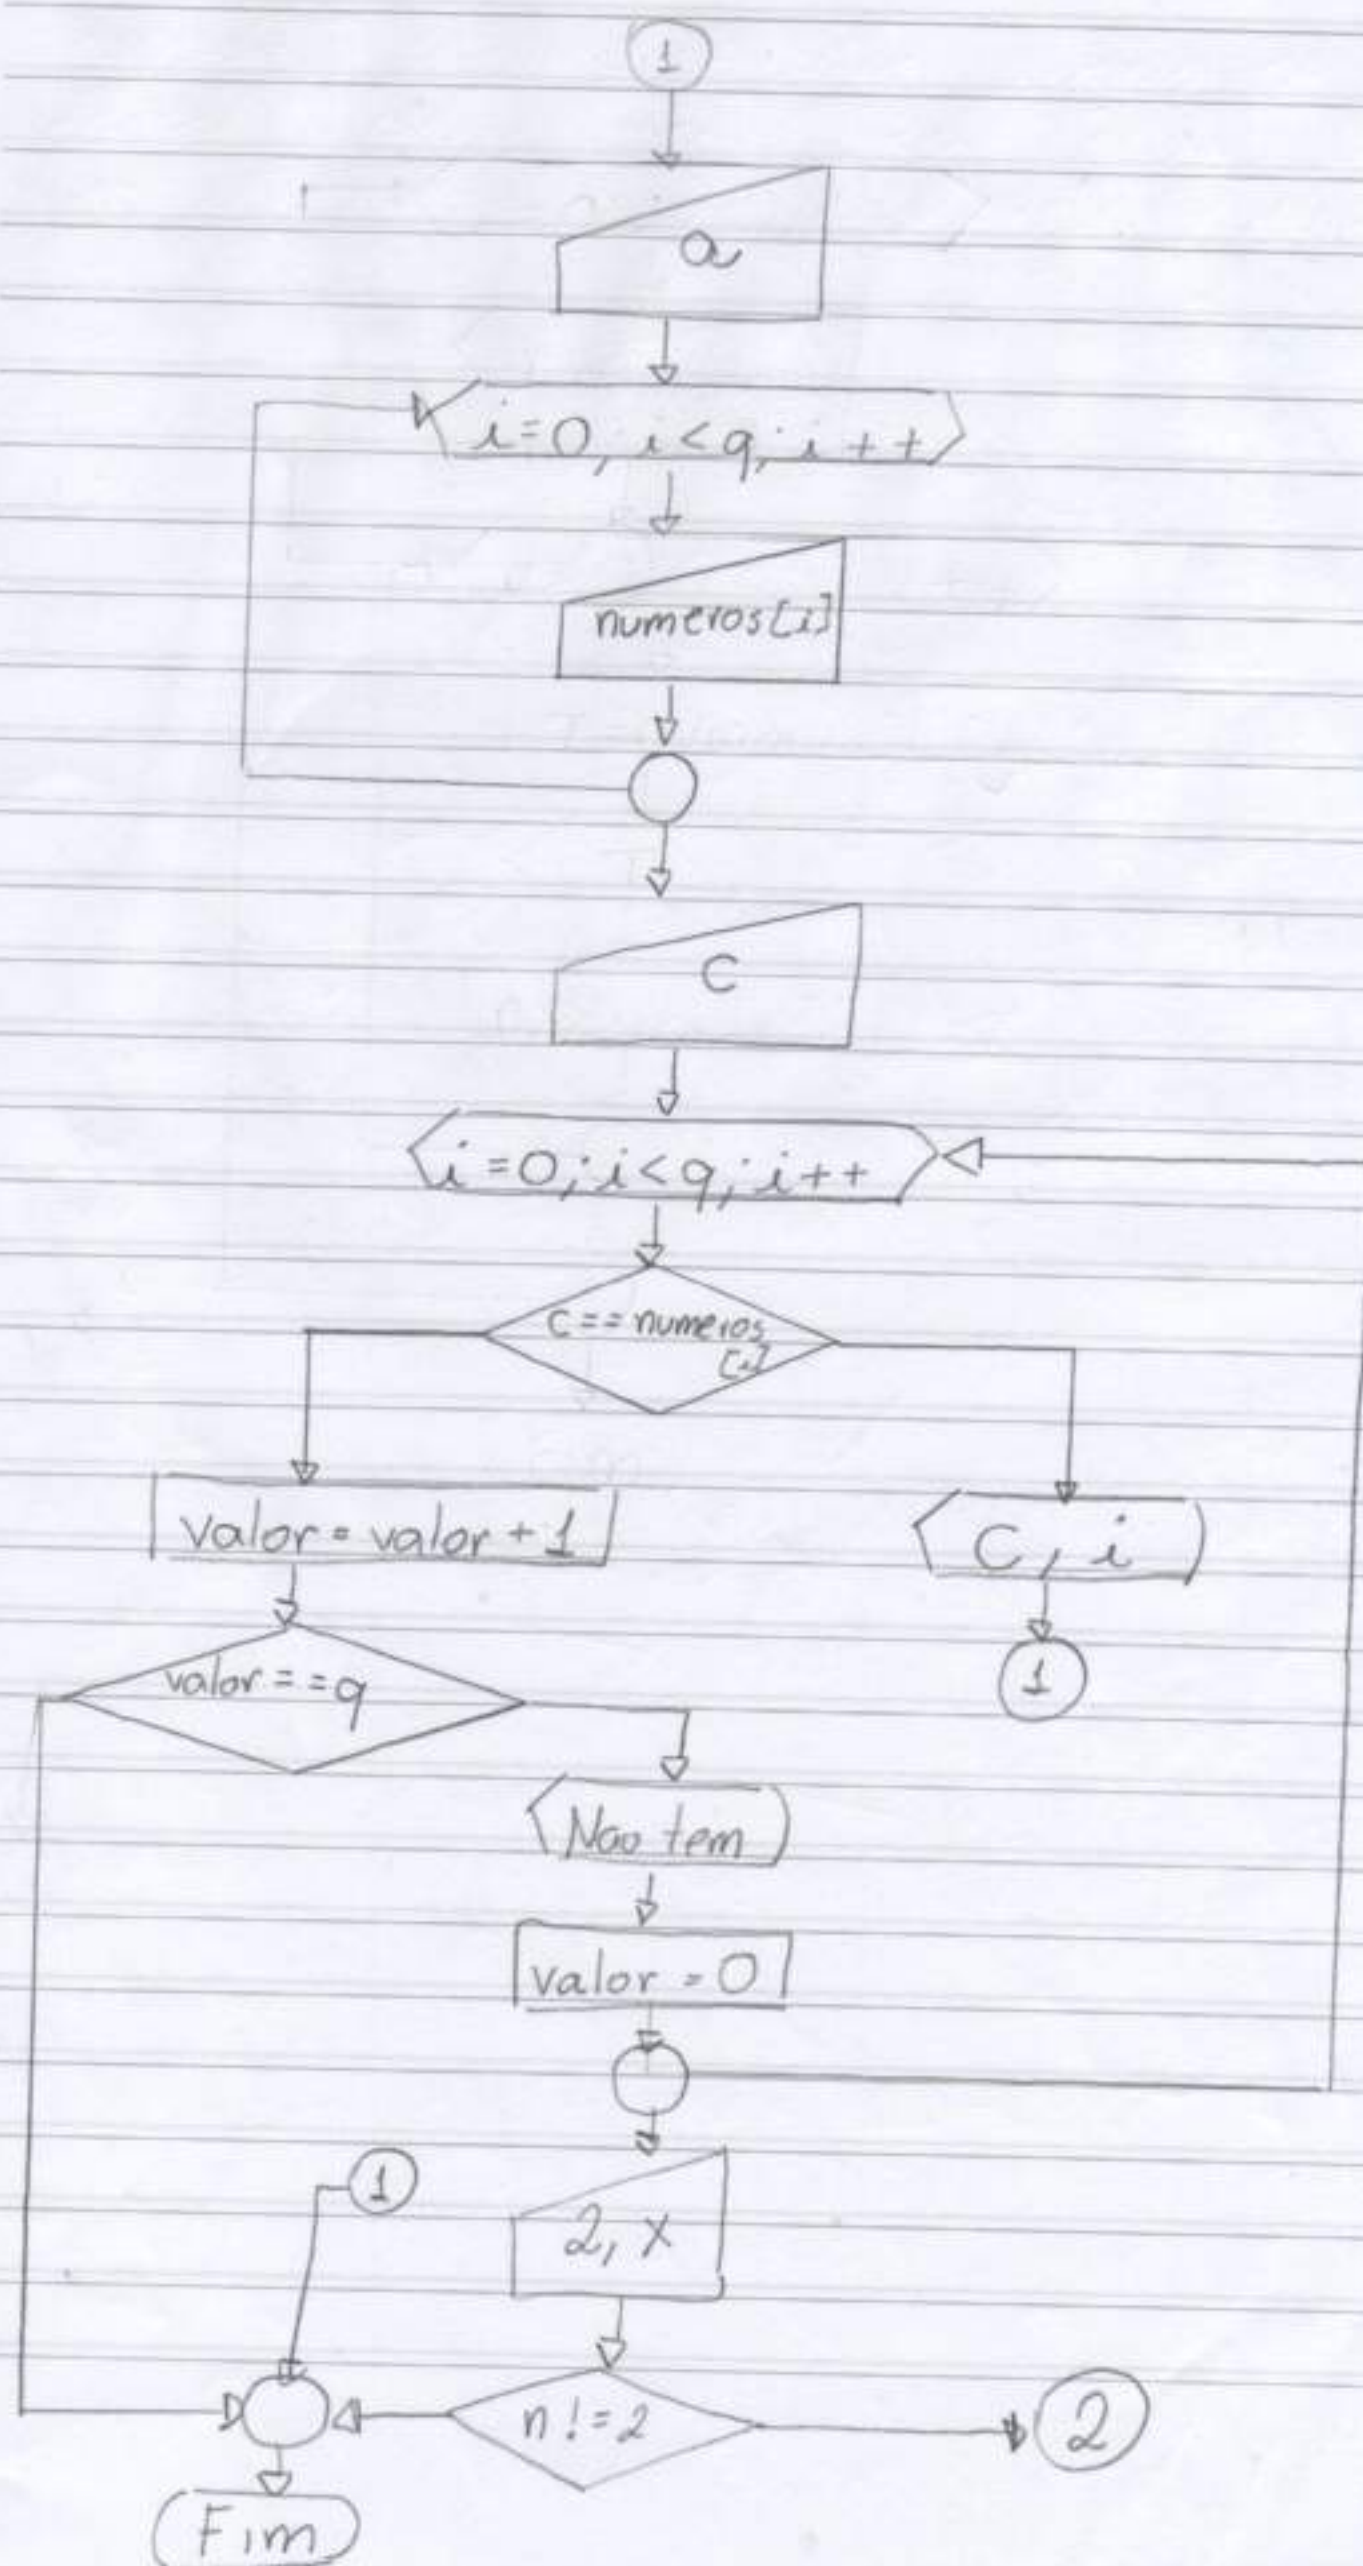 1
a
i=0, i<q; i++
numeros[i]
C
i=0; i<q; i++
C==numeros
[i]
valor = valor + 1
C, i
1
valor==q
Nao tem
valor = 0
1
2, x
n!=2
2
Fim